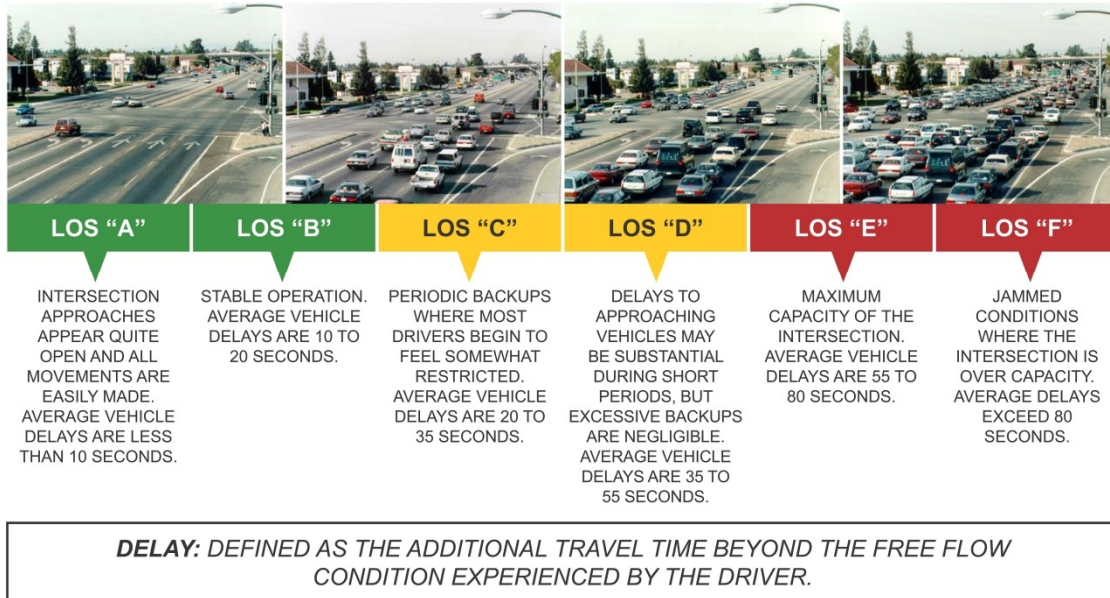 LOS “A”
LOS “B”
LOS “C”
LOS “D”
LOS “E”
LOS “F”
INTERSECTION
APPROACHES
APPEAR QUITE
OPEN AND ALL
MOVEMENTS ARE
EASILY MADE.
AVERAGE VEHICLE
DELAYS ARE LESS
THAN 10 SECONDS.
STABLE OPERATION.
AVERAGE VEHICLE
DELAYS ARE 10 TO
20 SECONDS.
PERIODIC BACKUPS
WHERE MOST
DRIVERS BEGIN TO
FEEL SOMEWHAT
RESTRICTED.
AVERAGE VEHICLE
DELAYS ARE 20 TO
35 SECONDS.
DELAYS TO
APPROACHING
VEHICLES MAY
BE SUBSTANTIAL
DURING SHORT
PERIODS, BUT
EXCESSIVE BACKUPS
ARE NEGLIGIBLE.
AVERAGE VEHICLE
DELAYS ARE 35 TO
55 SECONDS.
MAXIMUM
CAPACITY OF THE
INTERSECTION.
AVERAGE VEHICLE
DELAYS ARE 55 TO
80 SECONDS.
JAMMED
CONDITIONS
WHERE THE
INTERSECTION IS
OVER CAPACITY.
AVERAGE DELAYS
EXCEED 80
SECONDS.
DELAY: DEFINED AS THE ADDITIONAL TRAVEL TIME BEYOND THE FREE FLOW
CONDITION EXPERIENCED BY THE DRIVER.